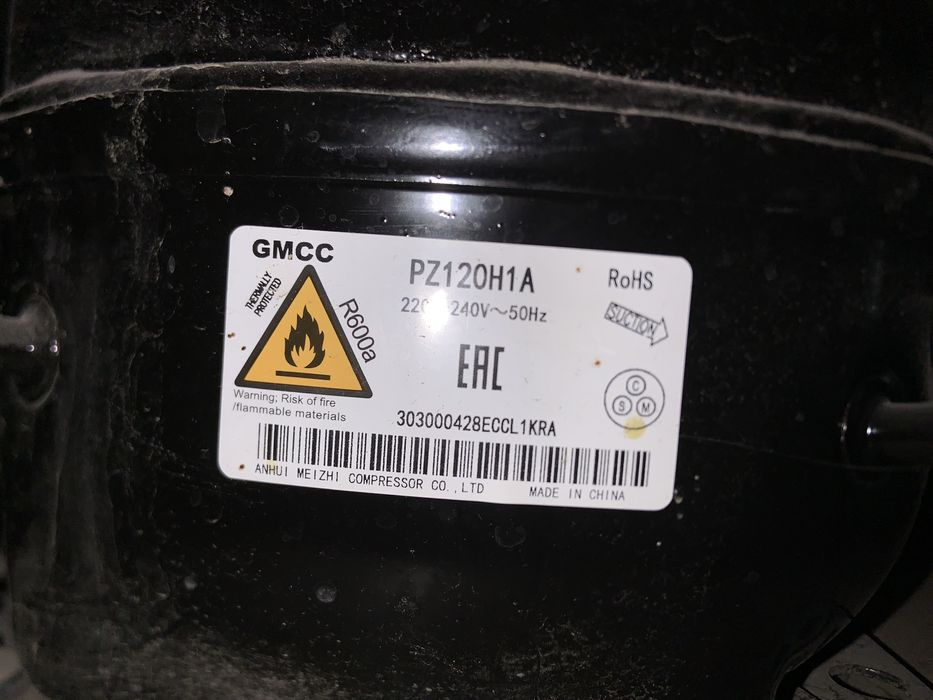 GMCC
PZ120H1A
RoHS
THERMALLY
PROTECTED
R600a
220~240V~50Hz
SUCTION
EAC
C
S M
Warning; Risk of fire
/flammable materials
303000428ECCL1KRA
ANHUI MEIZHI COMPRESSOR CO.,LTD
MADE IN CHINA